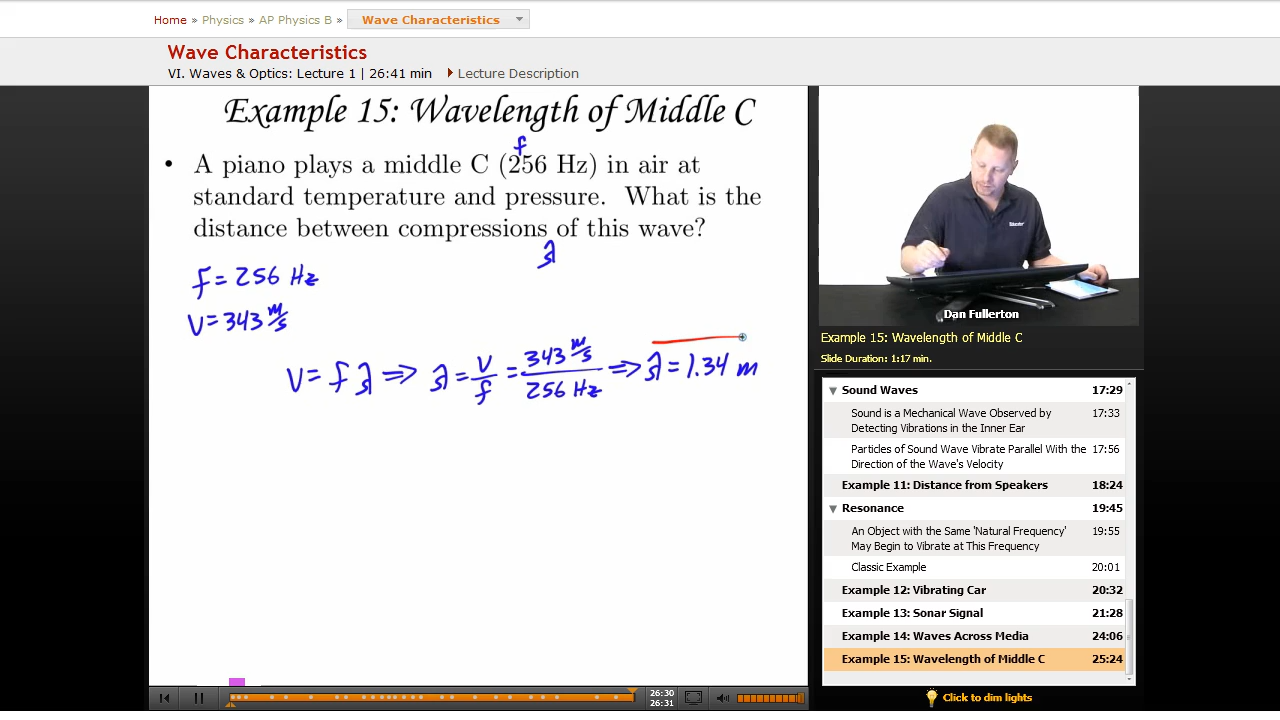 Home » Physics » AP Physics B » Wave Characteristics
Wave Characteristics
VI. Waves & Optics: Lecture 1 | 26:41 min Lecture Description
Example 15: Wavelength of Middle C
f
• A piano plays a middle C (256 Hz) in air at
standard temperature and pressure. What is the
distance between compressions of this wave?
λ
f = 256 Hz
v = 343 m/s
v = f λ ⇒ λ = v/f = 343 m/s / 256 Hz ⇒ λ = 1.34 m
Dan Fullerton
Example 15: Wavelength of Middle C
Slide Duration: 1:17 min.
Sound Waves 17:29
Sound is a Mechanical Wave Observed by 17:33
Detecting Vibrations in the Inner Ear
Particles of Sound Wave Vibrate Parallel With the 17:56
Direction of the Wave's Velocity
Example 11: Distance from Speakers 18:24
Resonance 19:45
An Object with the Same 'Natural Frequency' 19:55
May Begin to Vibrate at This Frequency
Classic Example 20:01
Example 12: Vibrating Car 20:32
Example 13: Sonar Signal 21:28
Example 14: Waves Across Media 24:06
Example 15: Wavelength of Middle C 25:24
26:30
26:31
Click to dim lights